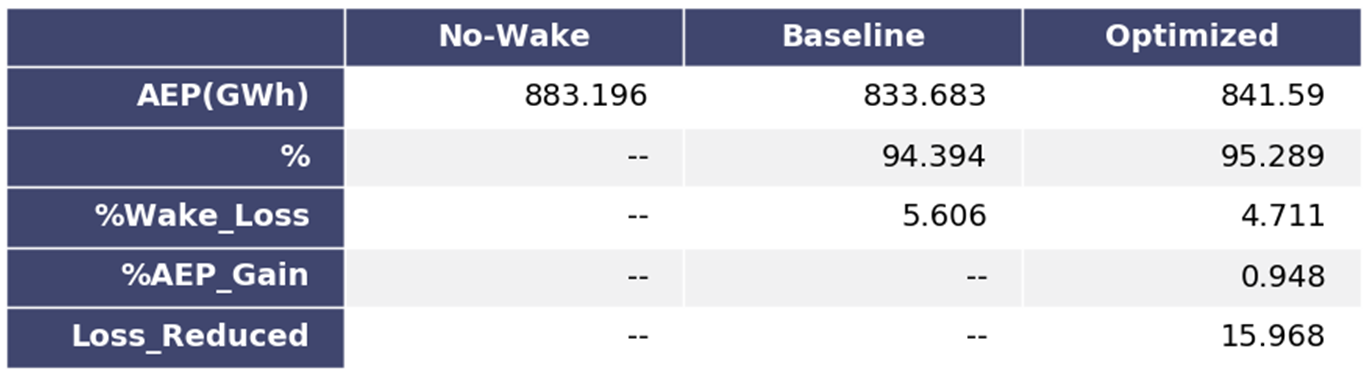 No-Wake Baseline Optimized
AEP(GWh) 883.196 833.683 841.59
% -- 94.394 95.289
%Wake_Loss -- 5.606 4.711
%AEP_Gain -- -- 0.948
Loss_Reduced -- -- 15.968